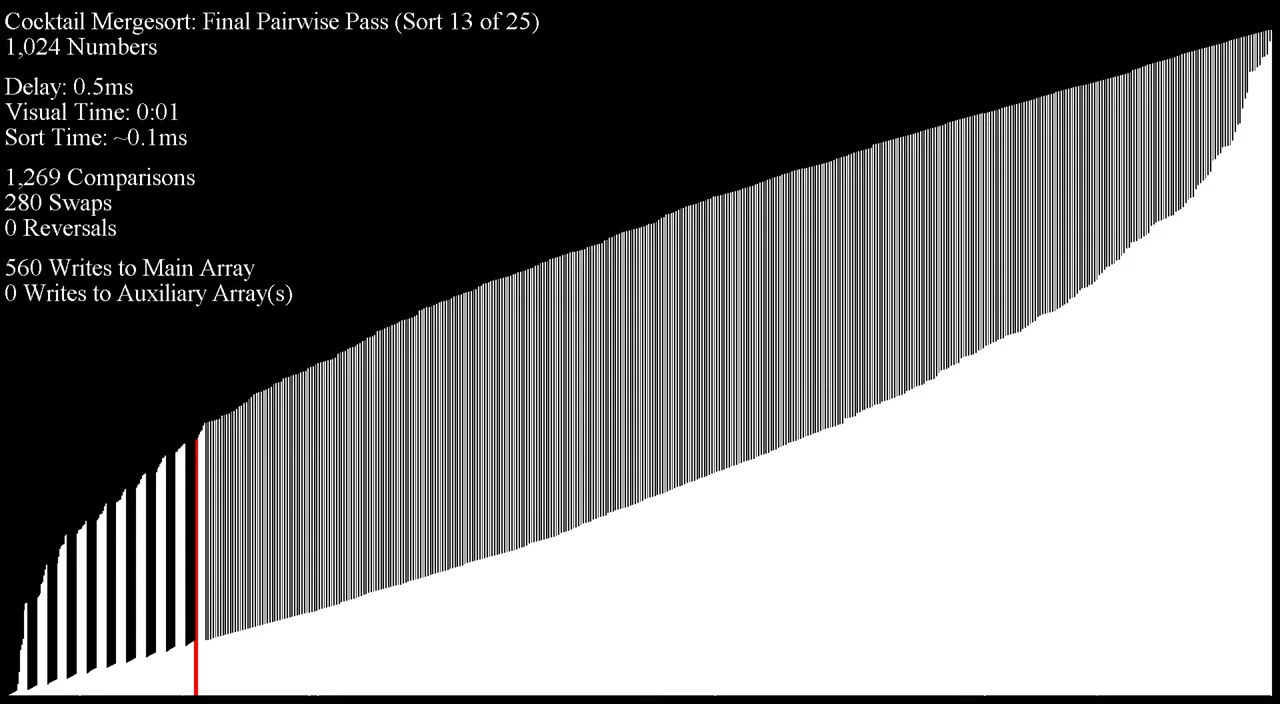 Cocktail Mergesort: Final Pairwise Pass (Sort 13 of 25)
1,024 Numbers
Delay: 0.5ms
Visual Time: 0:01
Sort Time: ~0.1ms
1,269 Comparisons
280 Swaps
0 Reversals
560 Writes to Main Array
0 Writes to Auxiliary Array(s)